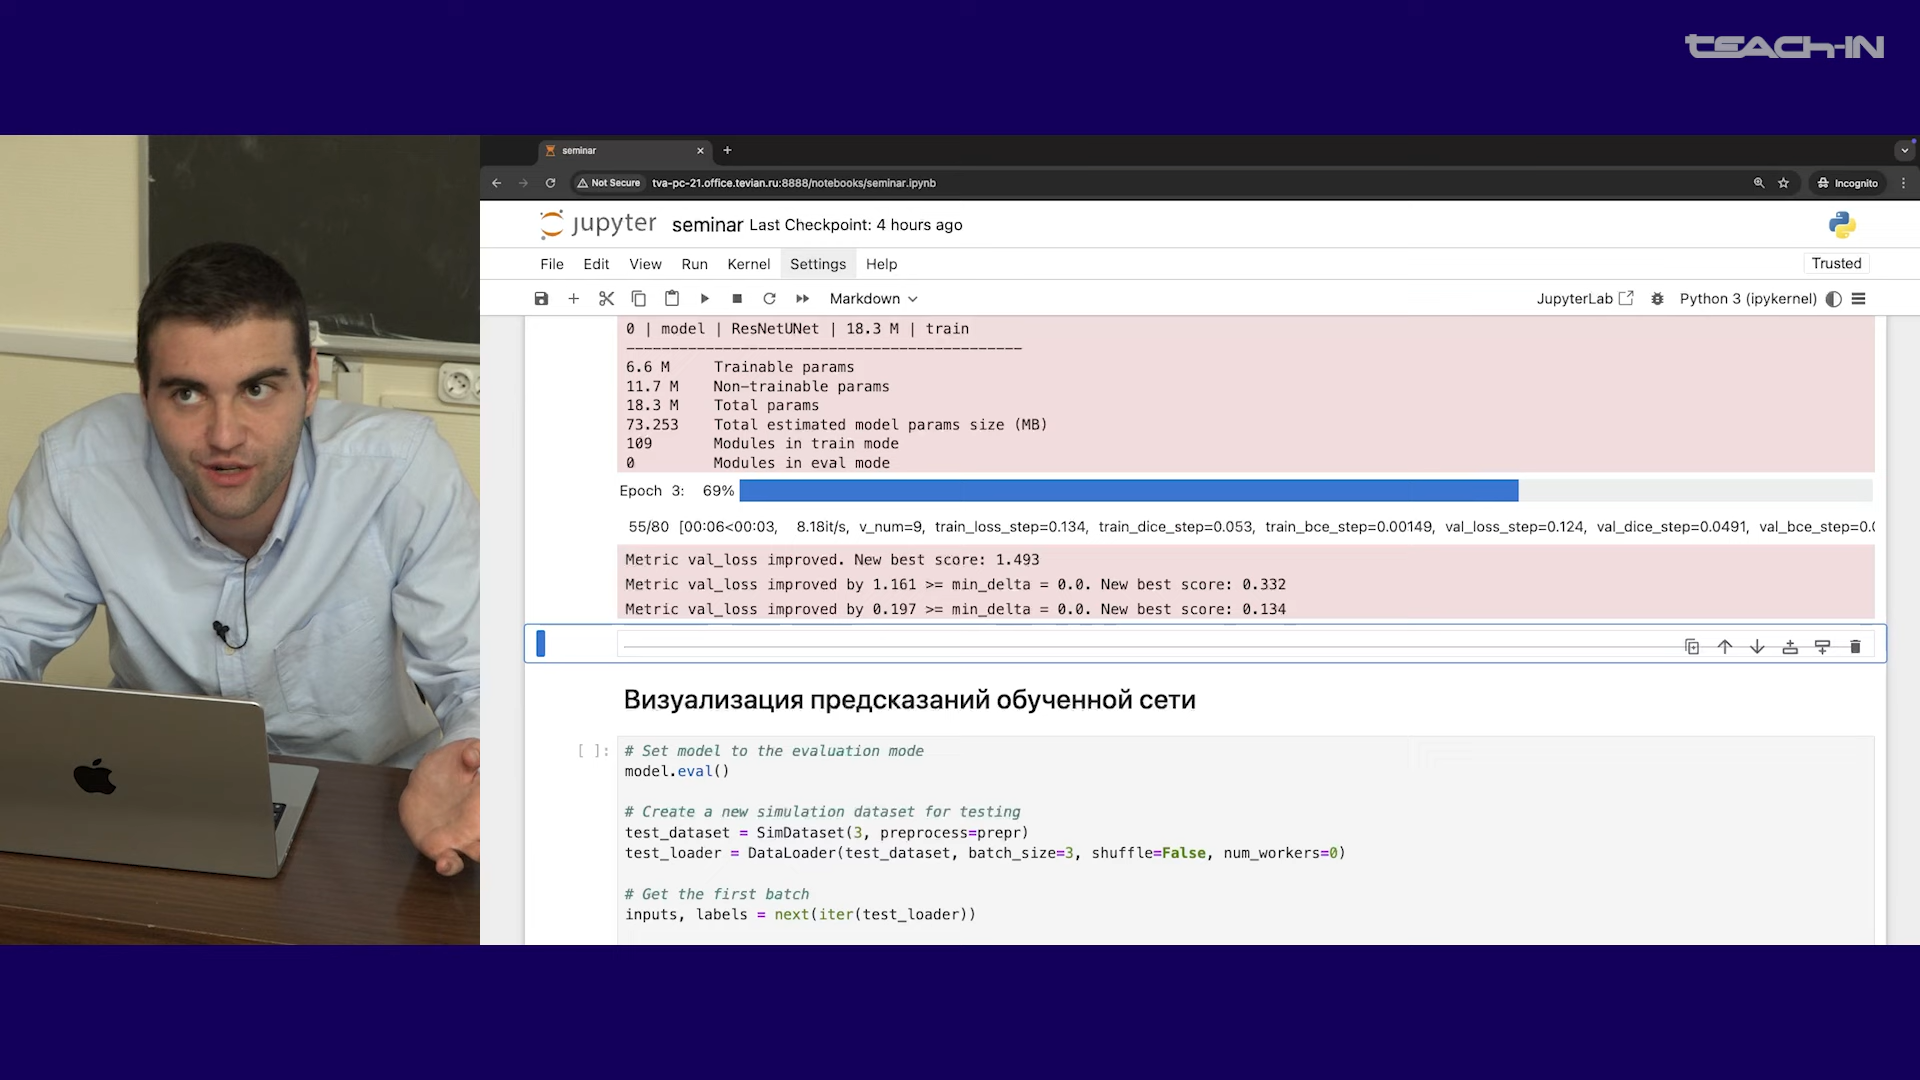 TEACH-IN
seminar
Not Secure tva-pc-21.office.tevian.ru:8888/notebooks/seminar.ipynb
Incognito
jupyter seminar Last Checkpoint: 4 hours ago
File Edit View Run Kernel Settings Help
Trusted
Markdown
JupyterLab
Python 3 (ipykernel)
0 | model | ResNetUNet | 18.3 M | train
---------------------------------------------
6.6 M Trainable params
11.7 M Non-trainable params
18.3 M Total params
73.253 Total estimated model params size (MB)
109 Modules in train mode
0 Modules in eval mode
Epoch 3: 69%
55/80 [00:06<00:03, 8.18it/s, v_num=9, train_loss_step=0.134, train_dice_step=0.053, train_bce_step=0.00149, val_loss_step=0.124, val_dice_step=0.0491, val_bce_step=0.0
Metric val_loss improved. New best score: 1.493
Metric val_loss improved by 1.161 >= min_delta = 0.0. New best score: 0.332
Metric val_loss improved by 0.197 >= min_delta = 0.0. New best score: 0.134
Визуализация предсказаний обученной сети
[ ]:
# Set model to the evaluation mode
model.eval()
# Create a new simulation dataset for testing
test_dataset = SimDataset(3, preprocess=prepr)
test_loader = DataLoader(test_dataset, batch_size=3, shuffle=False, num_workers=0)
# Get the first batch
inputs, labels = next(iter(test_loader))